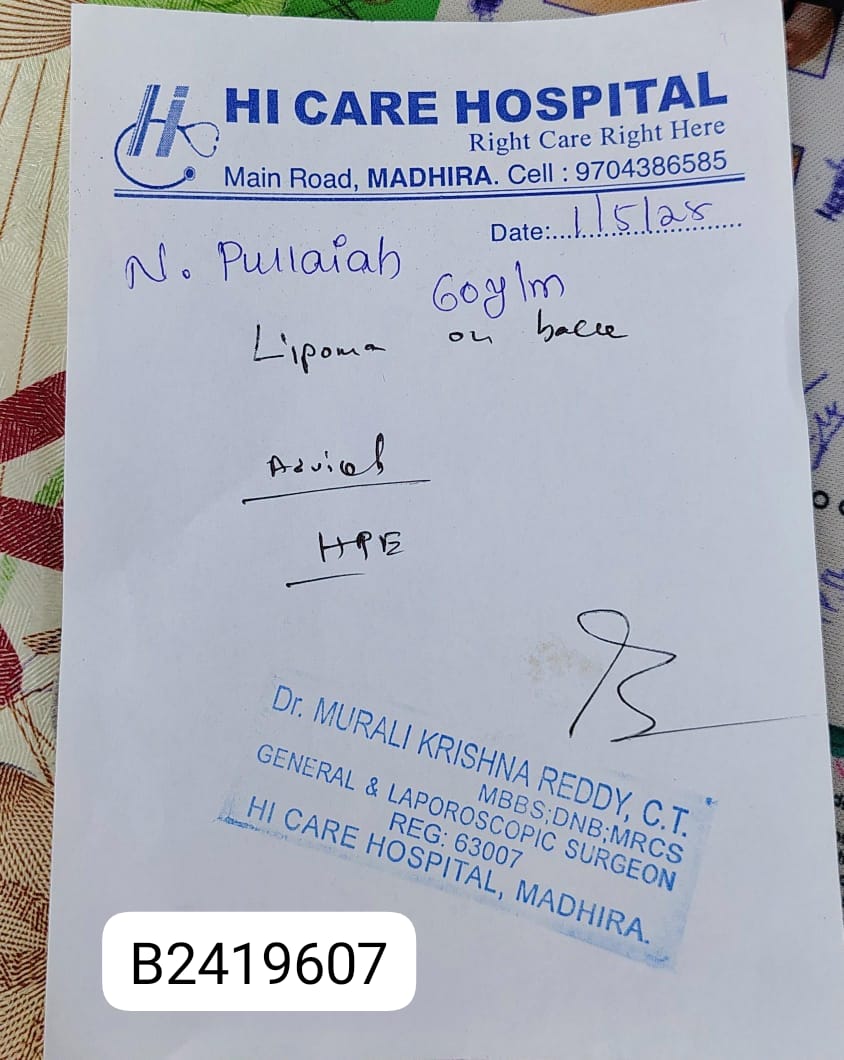 HI CARE HOSPITAL
Right Care Right Here
Main Road, MADHIRA. Cell : 9704386585
Date:...1/5/25
N. Pullaiah
60y/m
Lipoma on back
Advice
HPE
Dr. MURALI KRISHNA REDDY, C.T.
MBBS;DNB;MRCS
GENERAL & LAPOROSCOPIC SURGEON
REG: 63007
HI CARE HOSPITAL, MADHIRA.
B2419607